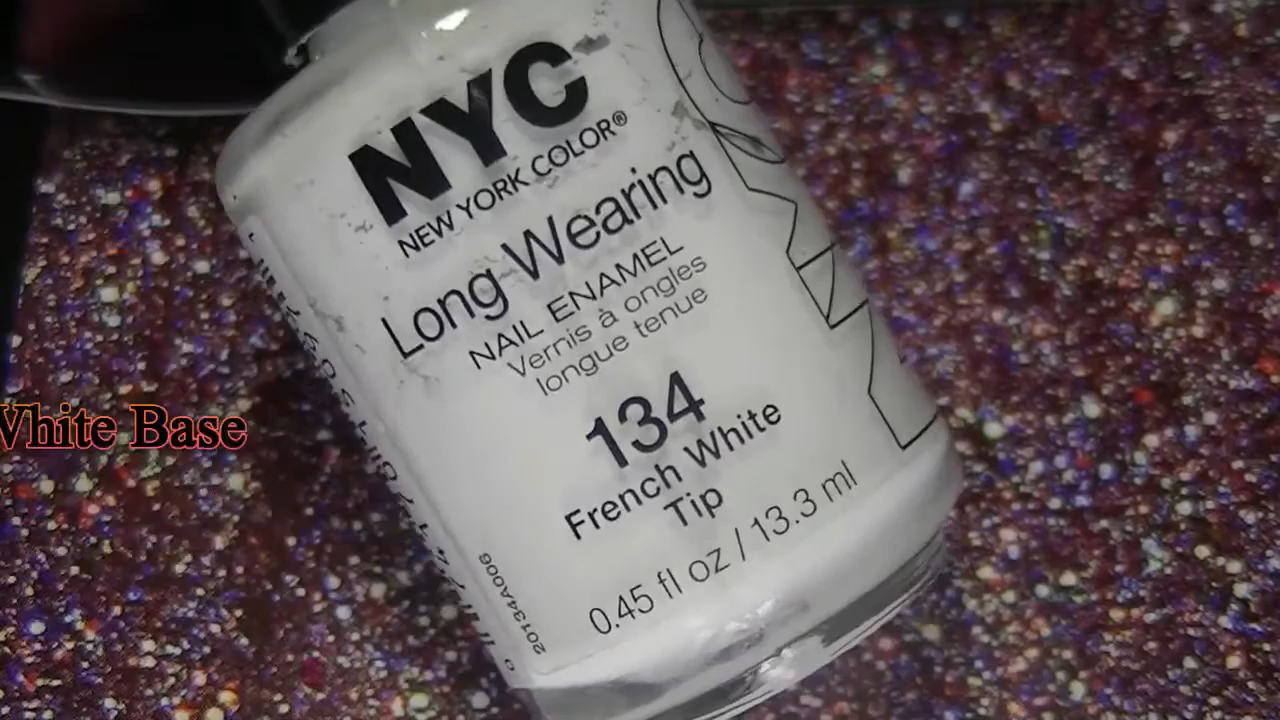 NYC
NEW YORK COLOR®
Long Wearing
NAIL ENAMEL
Vernis à ongles
longue tenue
134
French White
Tip
0.45 fl oz / 13.3 ml
20134A006
White Base